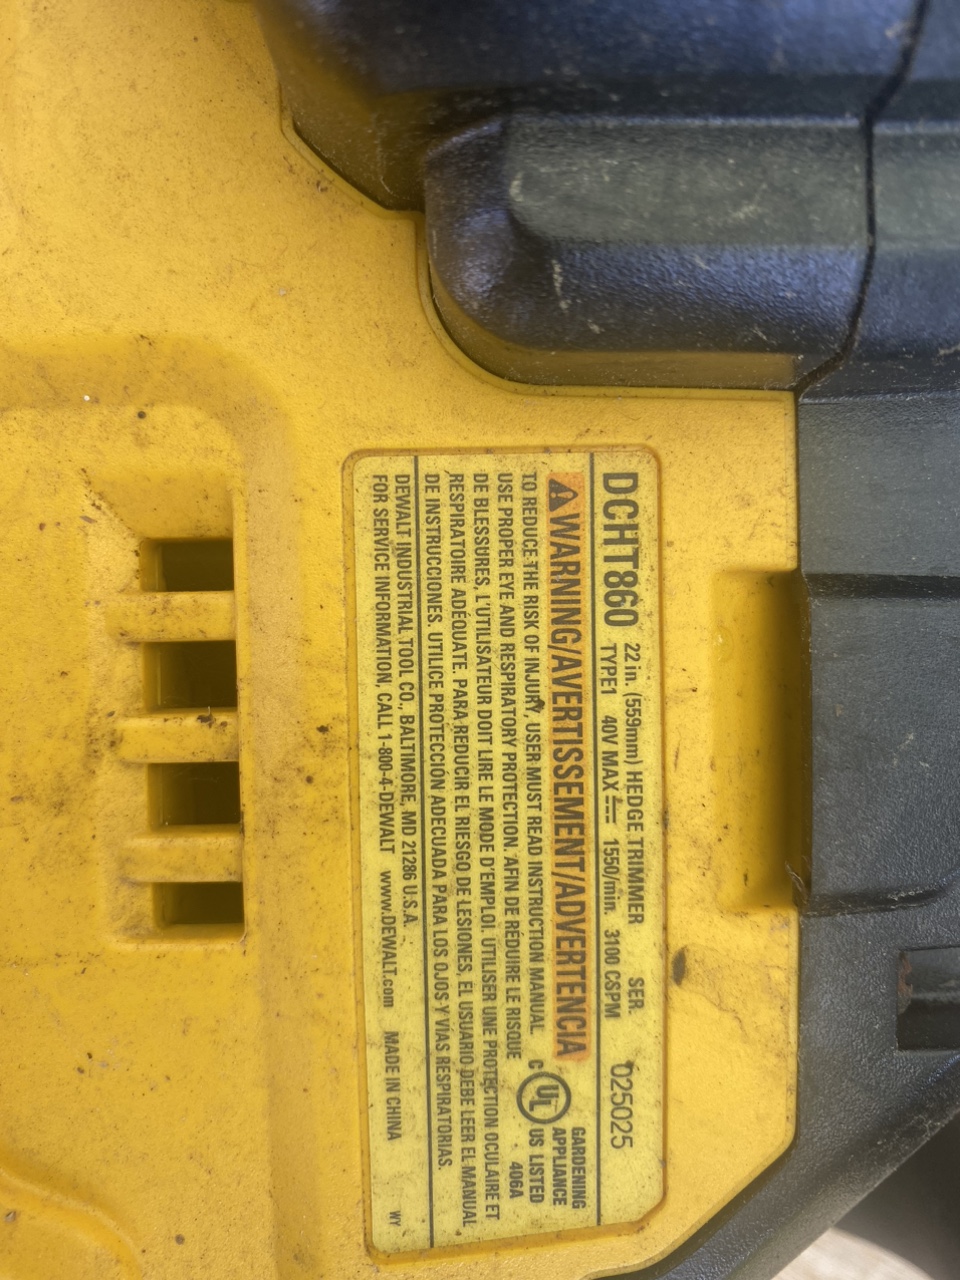 DCHT860 22 in. (559mm) HEDGE TRIMMER SER.
TYPE1 40V MAX 1550/min. 3100 CSPM 025025
⚠WARNING/AVERTISSEMENT/ADVERTENCIA
TO REDUCE THE RISK OF INJURY, USER MUST READ INSTRUCTION MANUAL.
USE PROPER EYE AND RESPIRATORY PROTECTION. AFIN DE RÉDUIRE LE RISQUE
DE BLESSURES, L'UTILISATEUR DOIT LIRE LE MODE D'EMPLOI. UTILISER UNE PROTECTION OCULAIRE ET
RESPIRATOIRE ADÉQUATE. PARA REDUCIR EL RIESGO DE LESIONES, EL USUARIO DEBE LEER EL MANUAL
DE INSTRUCCIONES. UTILICE PROTECCIÓN ADECUADA PARA LOS OJOS Y VÍAS RESPIRATORIAS.
GARDENING
APPLIANCE
C UL US LISTED
406A
DEWALT INDUSTRIAL TOOL CO., BALTIMORE, MD 21286 U.S.A.
FOR SERVICE INFORMATION, CALL 1-800-4-DEWALT www.DEWALT.com MADE IN CHINA WY